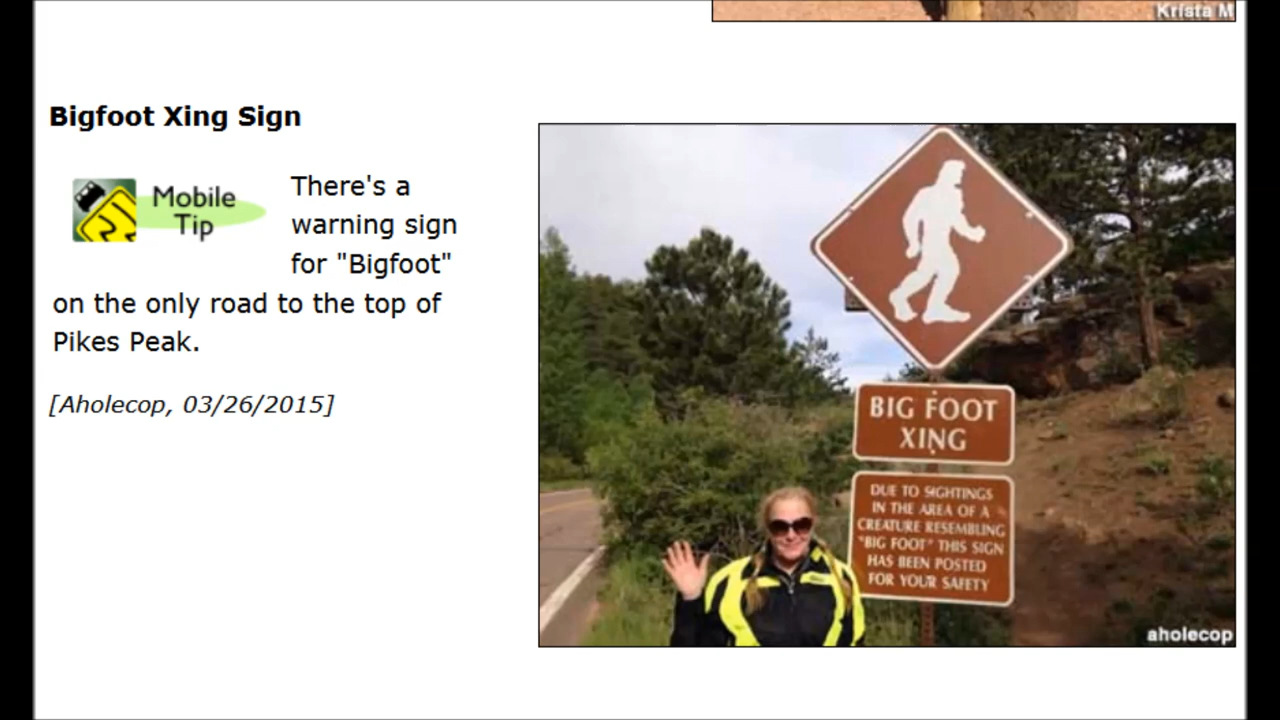 Krista M
Bigfoot Xing Sign
Mobile
Tip
There's a
warning sign
for "Bigfoot"
on the only road to the top of
Pikes Peak.
[Aholecop, 03/26/2015]
BIG FOOT
XING
DUE TO SIGHTINGS
IN THE AREA OF A
CREATURE RESEMBLING
"BIG FOOT" THIS SIGN
HAS BEEN POSTED
FOR YOUR SAFETY
aholecop